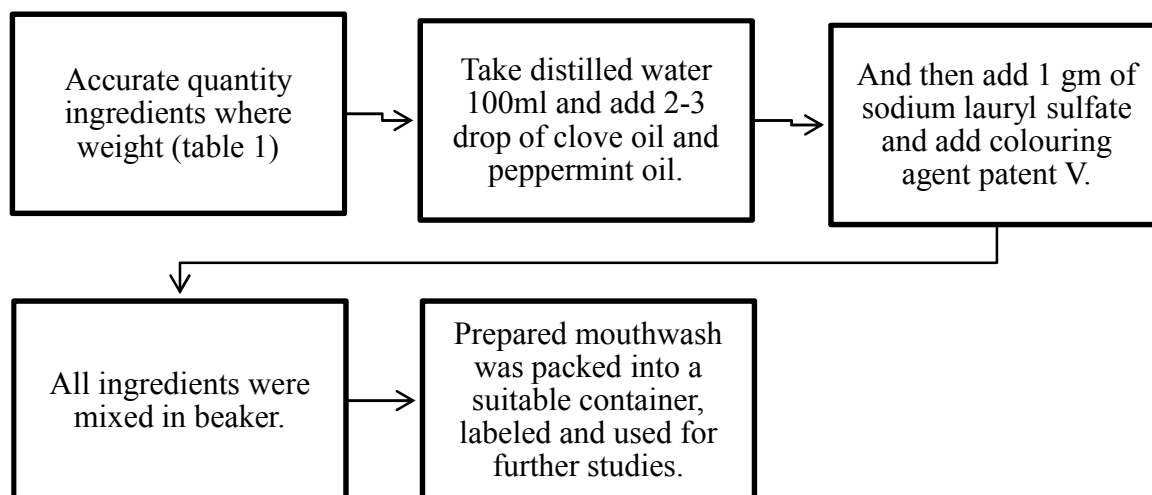 Accurate quantity
ingredients where
weight (table 1)
Take distilled water
100ml and add 2-3
drop of clove oil and
peppermint oil.
And then add 1 gm of
sodium lauryl sulfate
and add colouring
agent patent V.
All ingredients were
mixed in beaker.
Prepared mouthwash
was packed into a
suitable container,
labeled and used for
further studies.